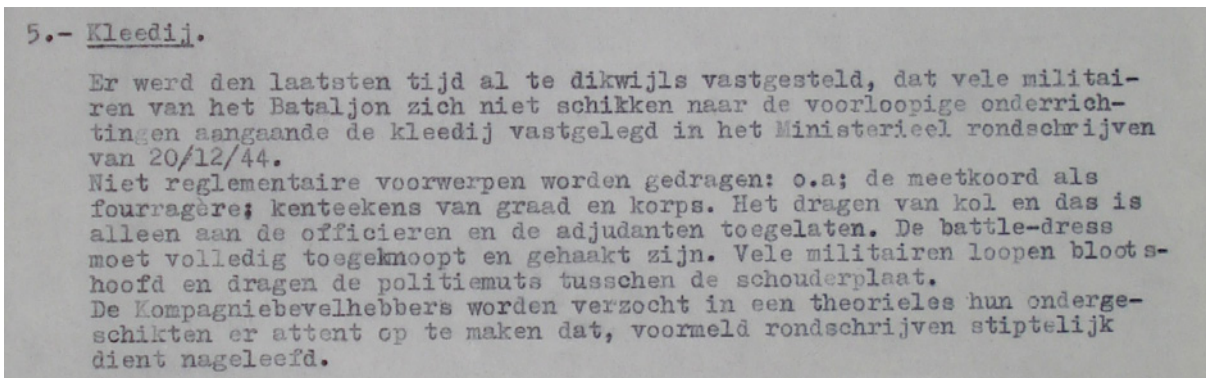 5.- Kleedij.
Er werd den laatsten tijd al te dikwijls vastgesteld, dat vele militai-
ren van het Bataljon zich niet schikken naar de voorloopige onderrich-
tingen aangaande de kleedij vastgelegd in het Ministerieel rondschrijven
van 20/12/44.
Niet reglementaire voorwerpen worden gedragen: o.a; de meetkoord als
fourragère; kenteekens van graad en korps. Het dragen van kol en das is
alleen aan de officieren en de adjudanten toegelaten. De battle-dress
moet volledig toegeknoopt en gehaakt zijn. Vele militairen loopen bloots-
hoofd en dragen de politiemuts tusschen de schouderplaat.
De Kompagniebevelhebbers worden verzocht in een theorieles hun onderge-
schikten er attent op te maken dat, voormeld rondschrijven stiptelijk
dient nageleefd.